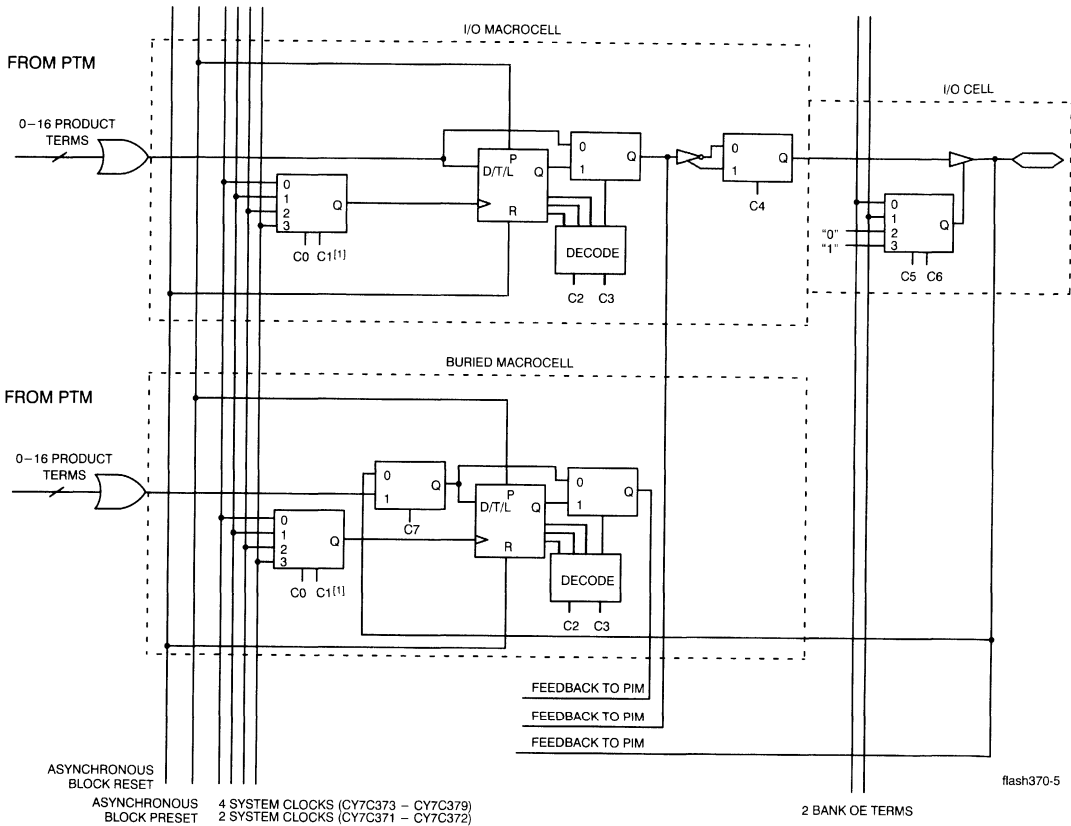 I/O MACROCELL
FROM PTM
I/O CELL
0–16 PRODUCT
TERMS
0
1
Q
P
D/T/L
Q
R
0
1
Q
0
1
2
3
Q
C0 C1[1]
DECODE
C2 C3
C4
0
1
2
3
Q
"0"
"1"
C5 C6
BURIED MACROCELL
FROM PTM
0–16 PRODUCT
TERMS
0
1
Q
C7
P
D/T/L
Q
R
0
1
Q
0
1
2
3
Q
C0 C1[1]
DECODE
C2 C3
FEEDBACK TO PIM
FEEDBACK TO PIM
FEEDBACK TO PIM
ASYNCHRONOUS
BLOCK RESET
flash370-5
ASYNCHRONOUS
BLOCK PRESET
4 SYSTEM CLOCKS (CY7C373 – CY7C379)
2 SYSTEM CLOCKS (CY7C371 – CY7C372)
2 BANK OE TERMS